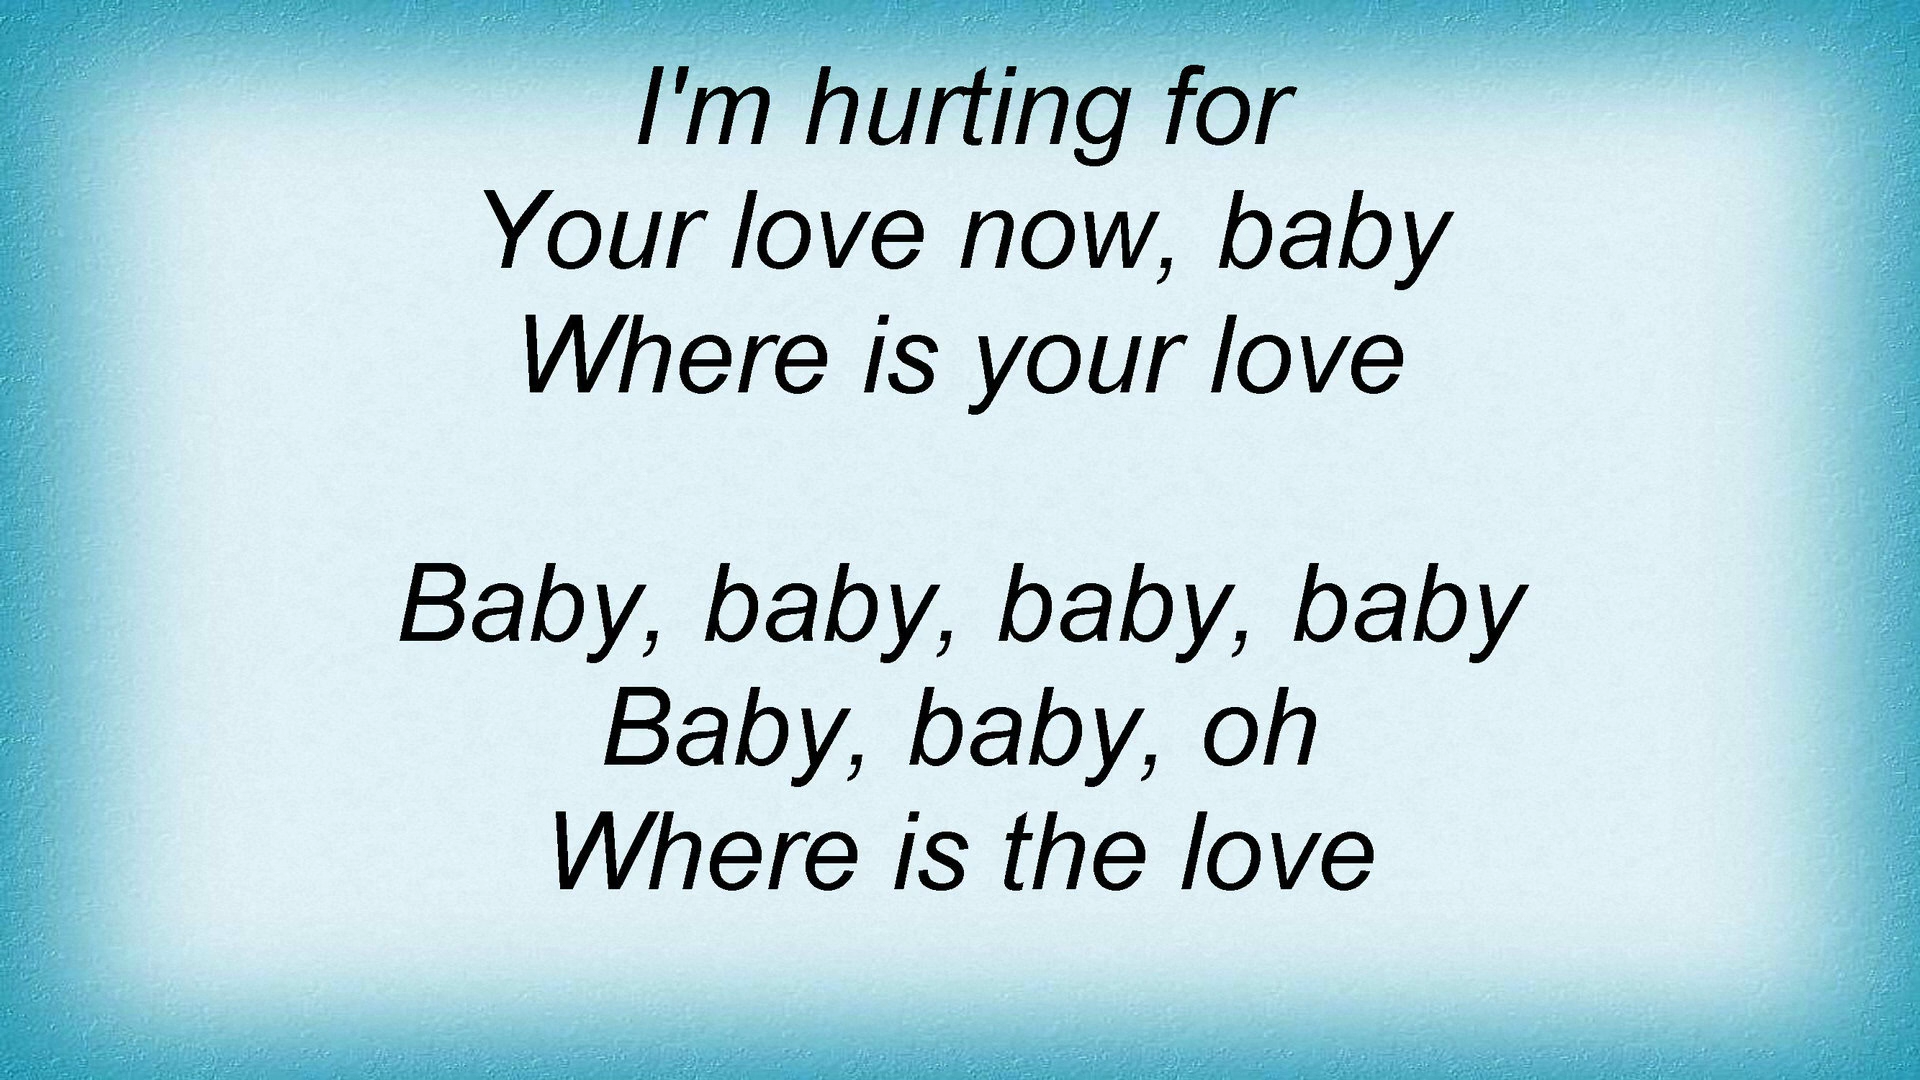 I'm hurting for
Your love now, baby
Where is your love
Baby, baby, baby, baby
Baby, baby, oh
Where is the love